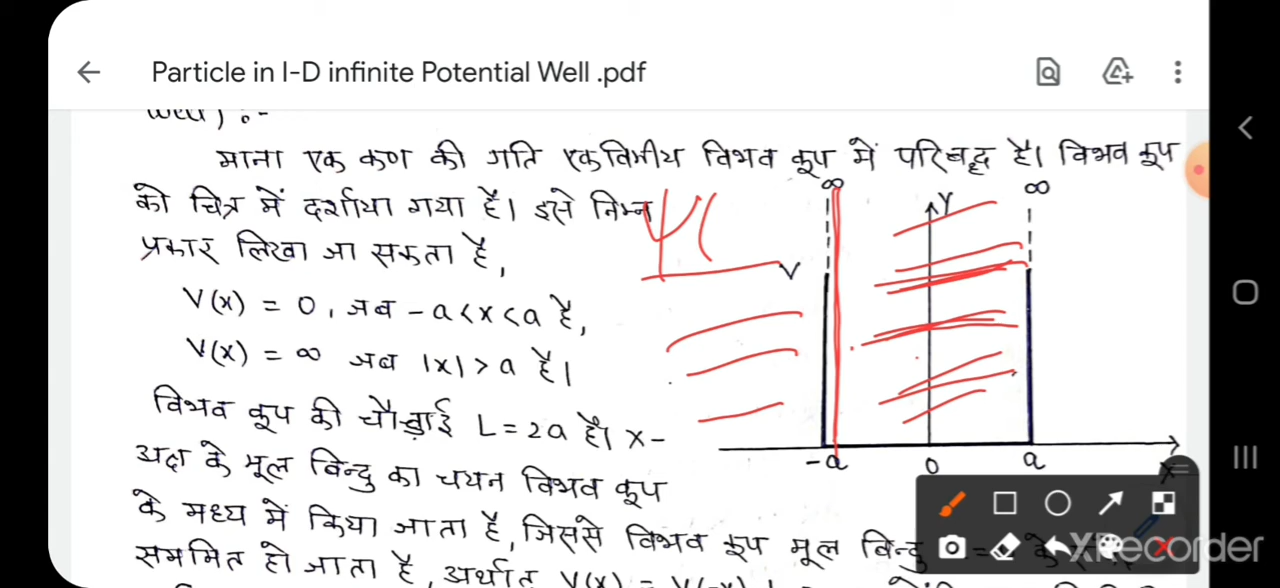 Particle in I-D infinite Potential Well .pdf
well) :-
माना एक कण की गति एकविमीय विभव कूप में परिबद्ध है। विभव कूप
को चित्र में दर्शाया गया है। इसे निम्न
प्रकार लिखा जा सकता है,
V(x) = 0, जब -a<x<a है,
V(x) = ∞ जब |x|>a है।
विभव कूप की चौड़ाई L=2a है। x-
अक्ष के मूल बिन्दु का चयन विभव कूप
के मध्य में किया जाता है, जिससे विभव कूप मूल बिन्दु
सममित हो जाता है, अर्थात V(x) = V(-x)
∞ ∞
Y
ψ(
V
-a 0 a
X
XRecorder